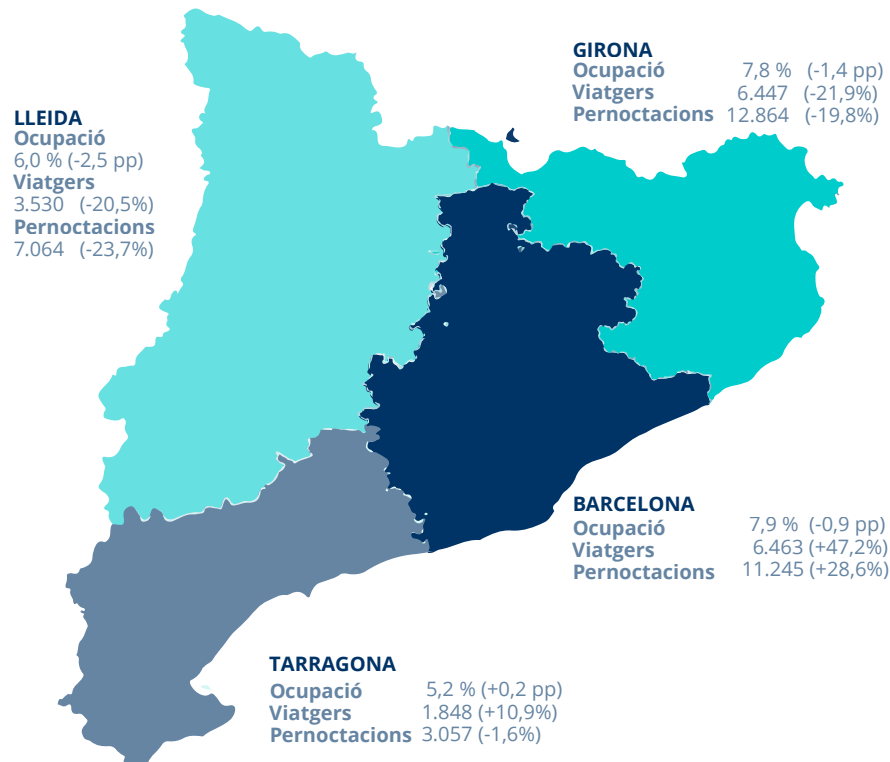 GIRONA
Ocupació 7,8 % (-1,4 pp)
Viatgers 6.447 (-21,9%)
Pernoctacions 12.864 (-19,8%)
LLEIDA
Ocupació
6,0 % (-2,5 pp)
Viatgers
3.530 (-20,5%)
Pernoctacions
7.064 (-23,7%)
BARCELONA
Ocupació 7,9 % (-0,9 pp)
Viatgers 6.463 (+47,2%)
Pernoctacions 11.245 (+28,6%)
TARRAGONA
Ocupació 5,2 % (+0,2 pp)
Viatgers 1.848 (+10,9%)
Pernoctacions 3.057 (-1,6%)